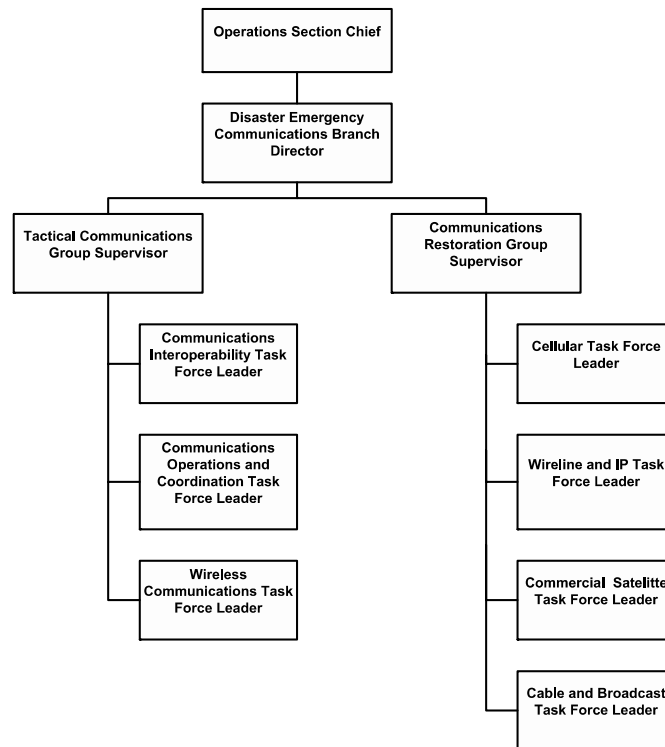 Operations Section Chief
Disaster Emergency
Communications Branch
Director
Tactical Communications
Group Supervisor
Communications
Restoration Group
Supervisor
Communications
Interoperability Task
Force Leader
Communications
Operations and
Coordination Task
Force Leader
Wireless
Communications Task
Force Leader
Cellular Task Force
Leader
Wireline and IP Task
Force Leader
Commercial Satelitte
Task Force Leader
Cable and Broadcast
Task Force Leader